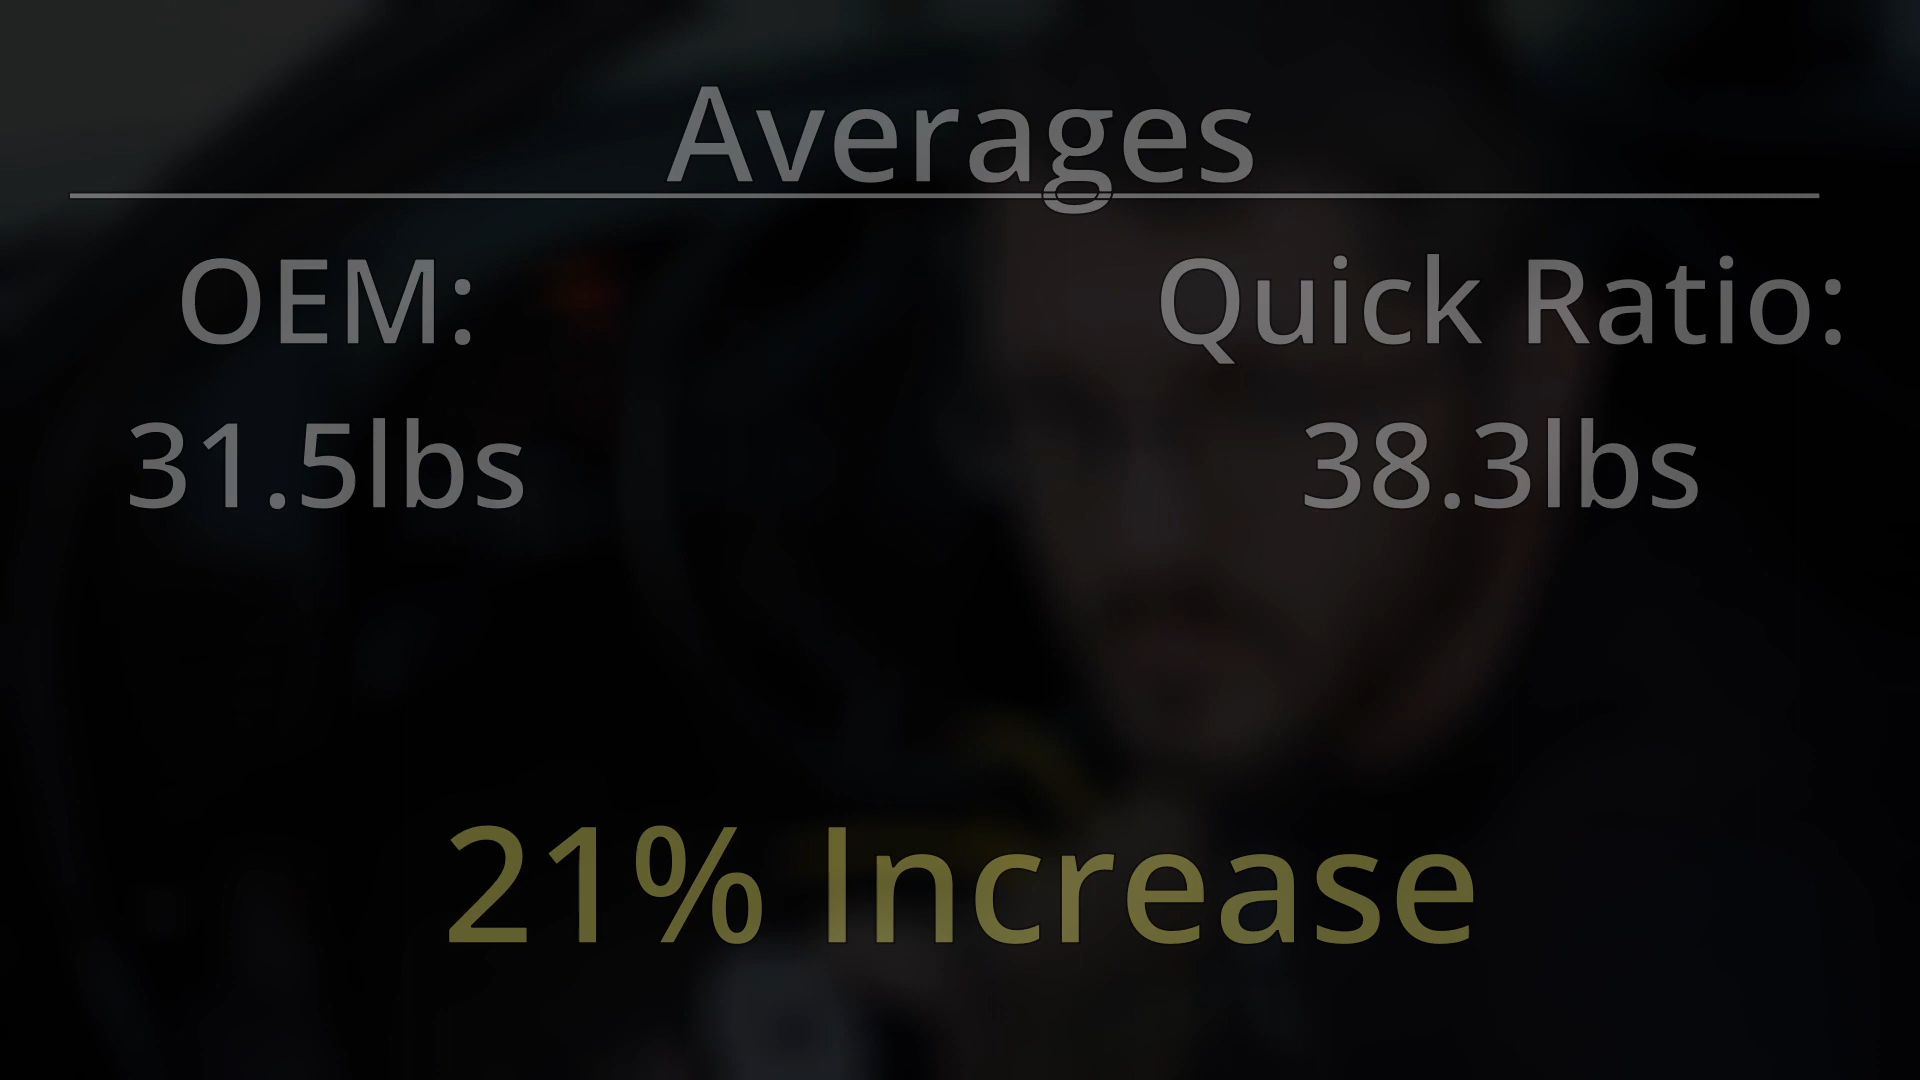 Averages
OEM:
Quick Ratio:
31.5lbs
38.3lbs
21% Increase